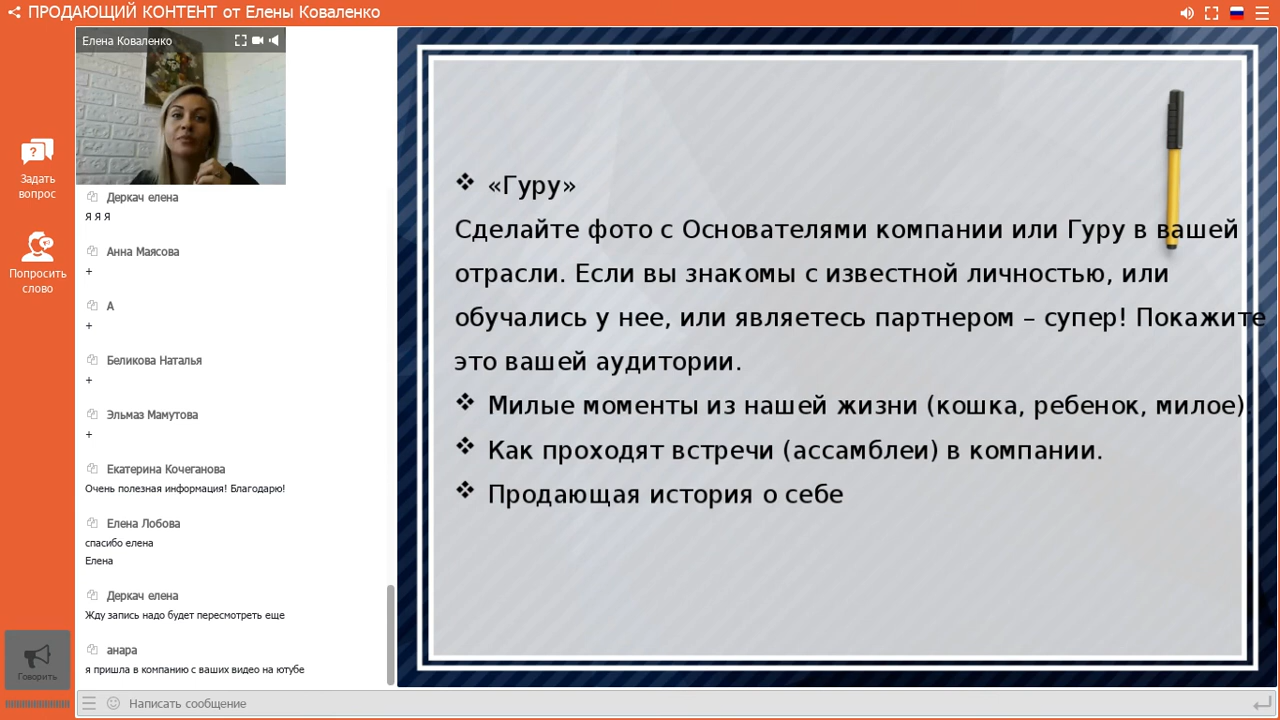 ПРОДАЮЩИЙ КОНТЕНТ от Елены Коваленко
Елена Коваленко
Задать
вопрос
Попросить
слово
Говорить
Деркач елена
Я Я Я
Анна Маясова
+
А
+
Беликова Наталья
+
Эльмаз Мамутова
+
Екатерина Кочеганова
Очень полезная информация! Благодарю!
Елена Лобова
спасибо елена
Елена
Деркач елена
Жду запись надо будет пересмотреть еще
анара
я пришла в компанию с ваших видео на ютубе
Написать сообщение
❖ «Гуру»
Сделайте фото с Основателями компании или Гуру в вашей
отрасли. Если вы знакомы с известной личностью, или
обучались у нее, или являетесь партнером – супер! Покажите
это вашей аудитории.
❖ Милые моменты из нашей жизни (кошка, ребенок, милое).
❖ Как проходят встречи (ассамблеи) в компании.
❖ Продающая история о себе